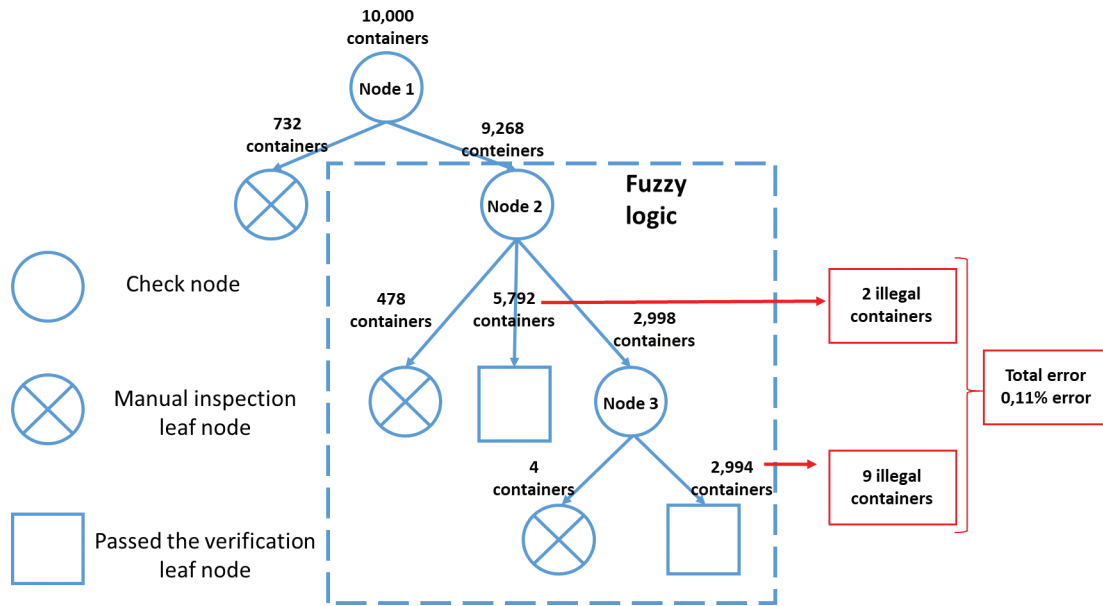 10,000
containers
Node 1
732
containers
9,268
conteiners
Node 2
Fuzzy
logic
Check node
478
containers
5,792
containers
2,998
containers
2 illegal
containers
Total error
0,11% error
Manual inspection
leaf node
Node 3
4
containers
2,994
containers
9 illegal
containers
Passed the verification
leaf node